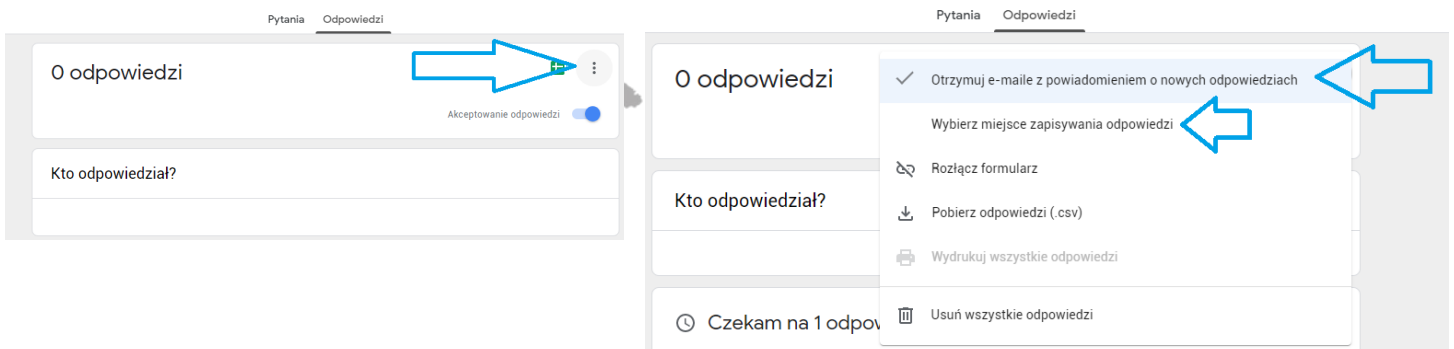 Pytania Odpowiedzi
0 odpowiedzi
Akceptowanie odpowiedzi
Kto odpowiedział?
Pytania Odpowiedzi
0 odpowiedzi
Otrzymuj e-maile z powiadomieniem o nowych odpowiedziach
Wybierz miejsce zapisywania odpowiedzi
Rozłącz formularz
Kto odpowiedział?
Pobierz odpowiedzi (.csv)
Wydrukuj wszystkie odpowiedzi
Usuń wszystkie odpowiedzi
Czekam na 1 odpow